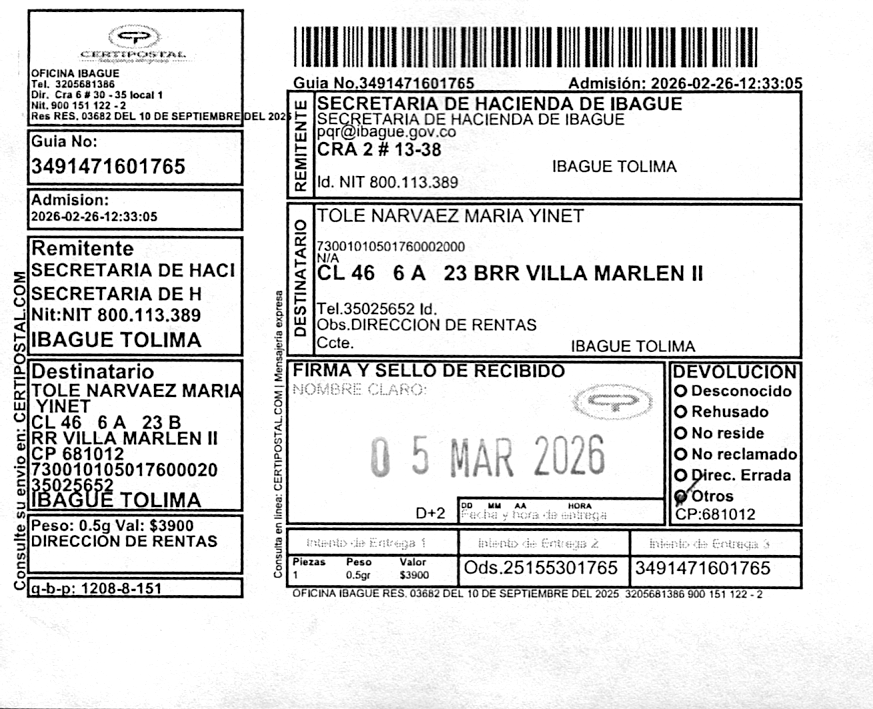 CERTIPOSTAL
OFICINA IBAGUE
Tel. 3205681386
Dir. Cra 6 # 30 - 35 local 1
Nit. 900 151 122 - 2
Res RES. 03682 DEL 10 DE SEPTIEMBRE DEL 2025
Guia No:
3491471601765
Admision:
2026-02-26-12:33:05
Remitente
SECRETARIA DE HACI
SECRETARIA DE H
Nit:NIT 800.113.389
IBAGUE TOLIMA
Destinatario
TOLE NARVAEZ MARIA
YINET
CL 46 6 A 23 B
RR VILLA MARLEN II
CP 681012
730010105017600020
35025652
IBAGUE TOLIMA
Peso: 0.5g Val: $3900
DIRECCION DE RENTAS
q-b-p: 1208-8-151
Consulte su envio en: CERTIPOSTAL.COM
Guia No.3491471601765 Admisión: 2026-02-26-12:33:05
REMITENTE
SECRETARIA DE HACIENDA DE IBAGUE
SECRETARIA DE HACIENDA DE IBAGUE
pqr@ibague.gov.co
CRA 2 # 13-38
IBAGUE TOLIMA
Id. NIT 800.113.389
DESTINATARIO
TOLE NARVAEZ MARIA YINET
73001010501760002000
N/A
CL 46 6 A 23 BRR VILLA MARLEN II
Tel.35025652 Id.
Obs.DIRECCION DE RENTAS
Ccte. IBAGUE TOLIMA
Consulta en linea: CERTIPOSTAL.COM | Mensajería expresa
FIRMA Y SELLO DE RECIBIDO
NOMBRE CLARO:
05 MAR 2026
D+2
DD MM AA HORA
Fecha y hora de entrega
DEVOLUCION
Desconocido
Rehusado
No reside
No reclamado
Direc. Errada
Otros
CP:681012
Intento de Entrega 1 Intento de Entrega 2 Intento de Entrega 3
Piezas Peso Valor
1 0.5gr $3900
Ods.25155301765 3491471601765
OFICINA IBAGUE RES. 03682 DEL 10 DE SEPTIEMBRE DEL 2025 3205681386 900 151 122 - 2